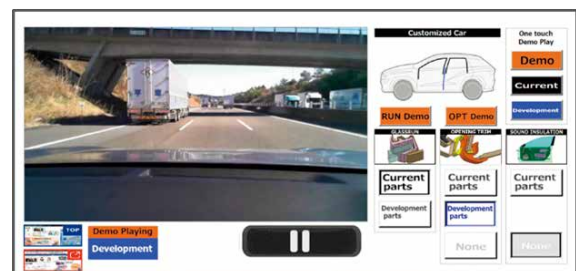 Customized Car
One touch
Demo Play
Demo
Current
Development
RUN Demo
OPT Demo
GLASSRUN
OPENING TRIM
SOUND INSULATION
Current
parts
Current
parts
Current
parts
Development
parts
Development
parts
None
None
TOP
Demo Playing
Development